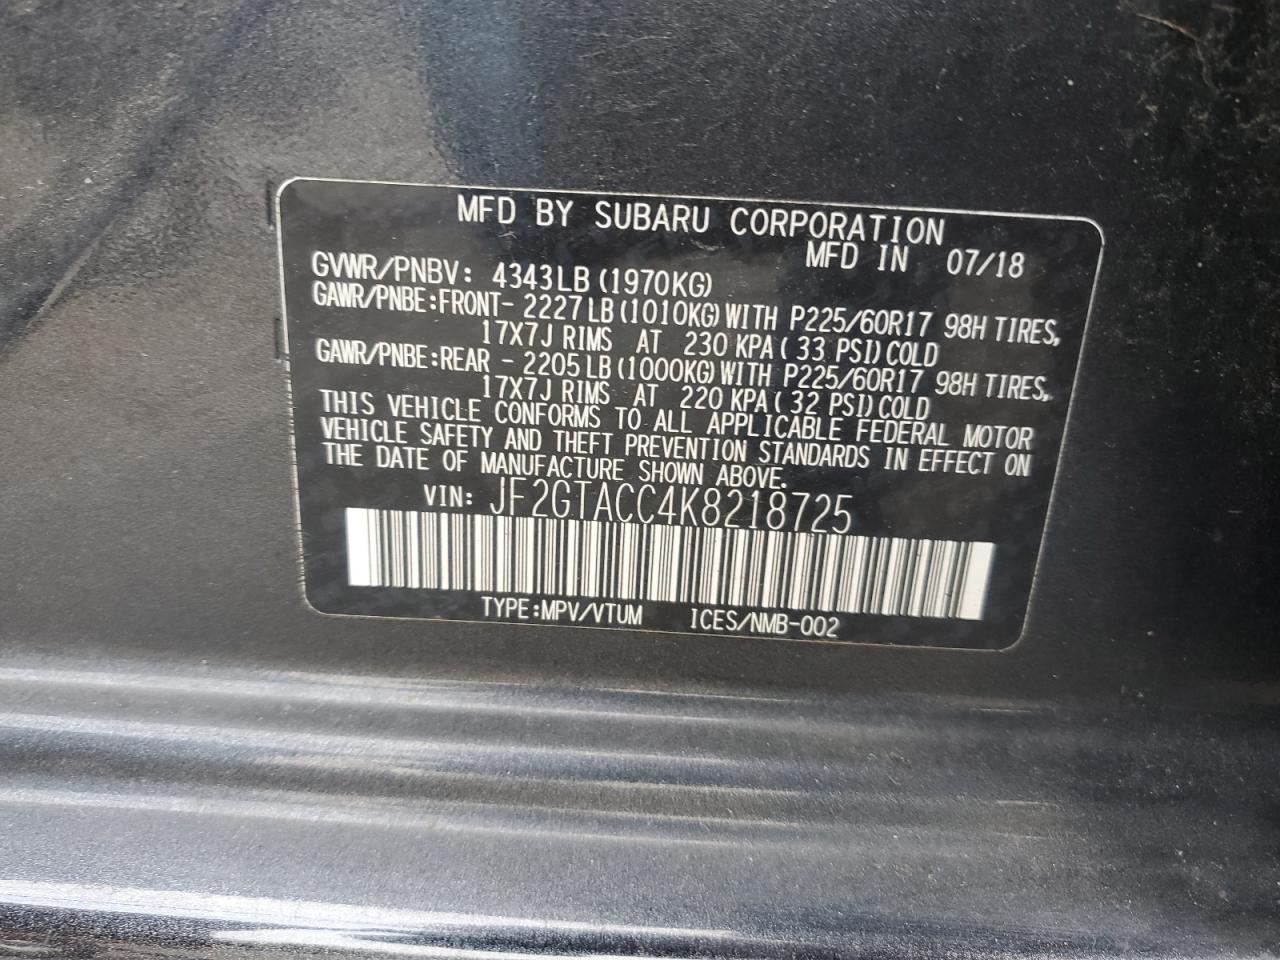 MFD BY SUBARU CORPORATION
MFD IN 07/18
GVWR/PNBV: 4343LB(1970KG)
GAWR/PNBE:FRONT- 2227LB(1010KG)WITH P225/60R17 98H TIRES,
17X7J RIMS AT 230 KPA( 33 PSI)COLD
GAWR/PNBE:REAR - 2205LB(1000KG)WITH P225/60R17 98H TIRES,
17X7J RIMS AT 220 KPA( 32 PSI)COLD
THIS VEHICLE CONFORMS TO ALL APPLICABLE FEDERAL MOTOR
VEHICLE SAFETY AND THEFT PREVENTION STANDARDS IN EFFECT ON
THE DATE OF MANUFACTURE SHOWN ABOVE.
VIN: JF2GTACC4K8218725
TYPE:MPV/VTUM ICES/NMB-002